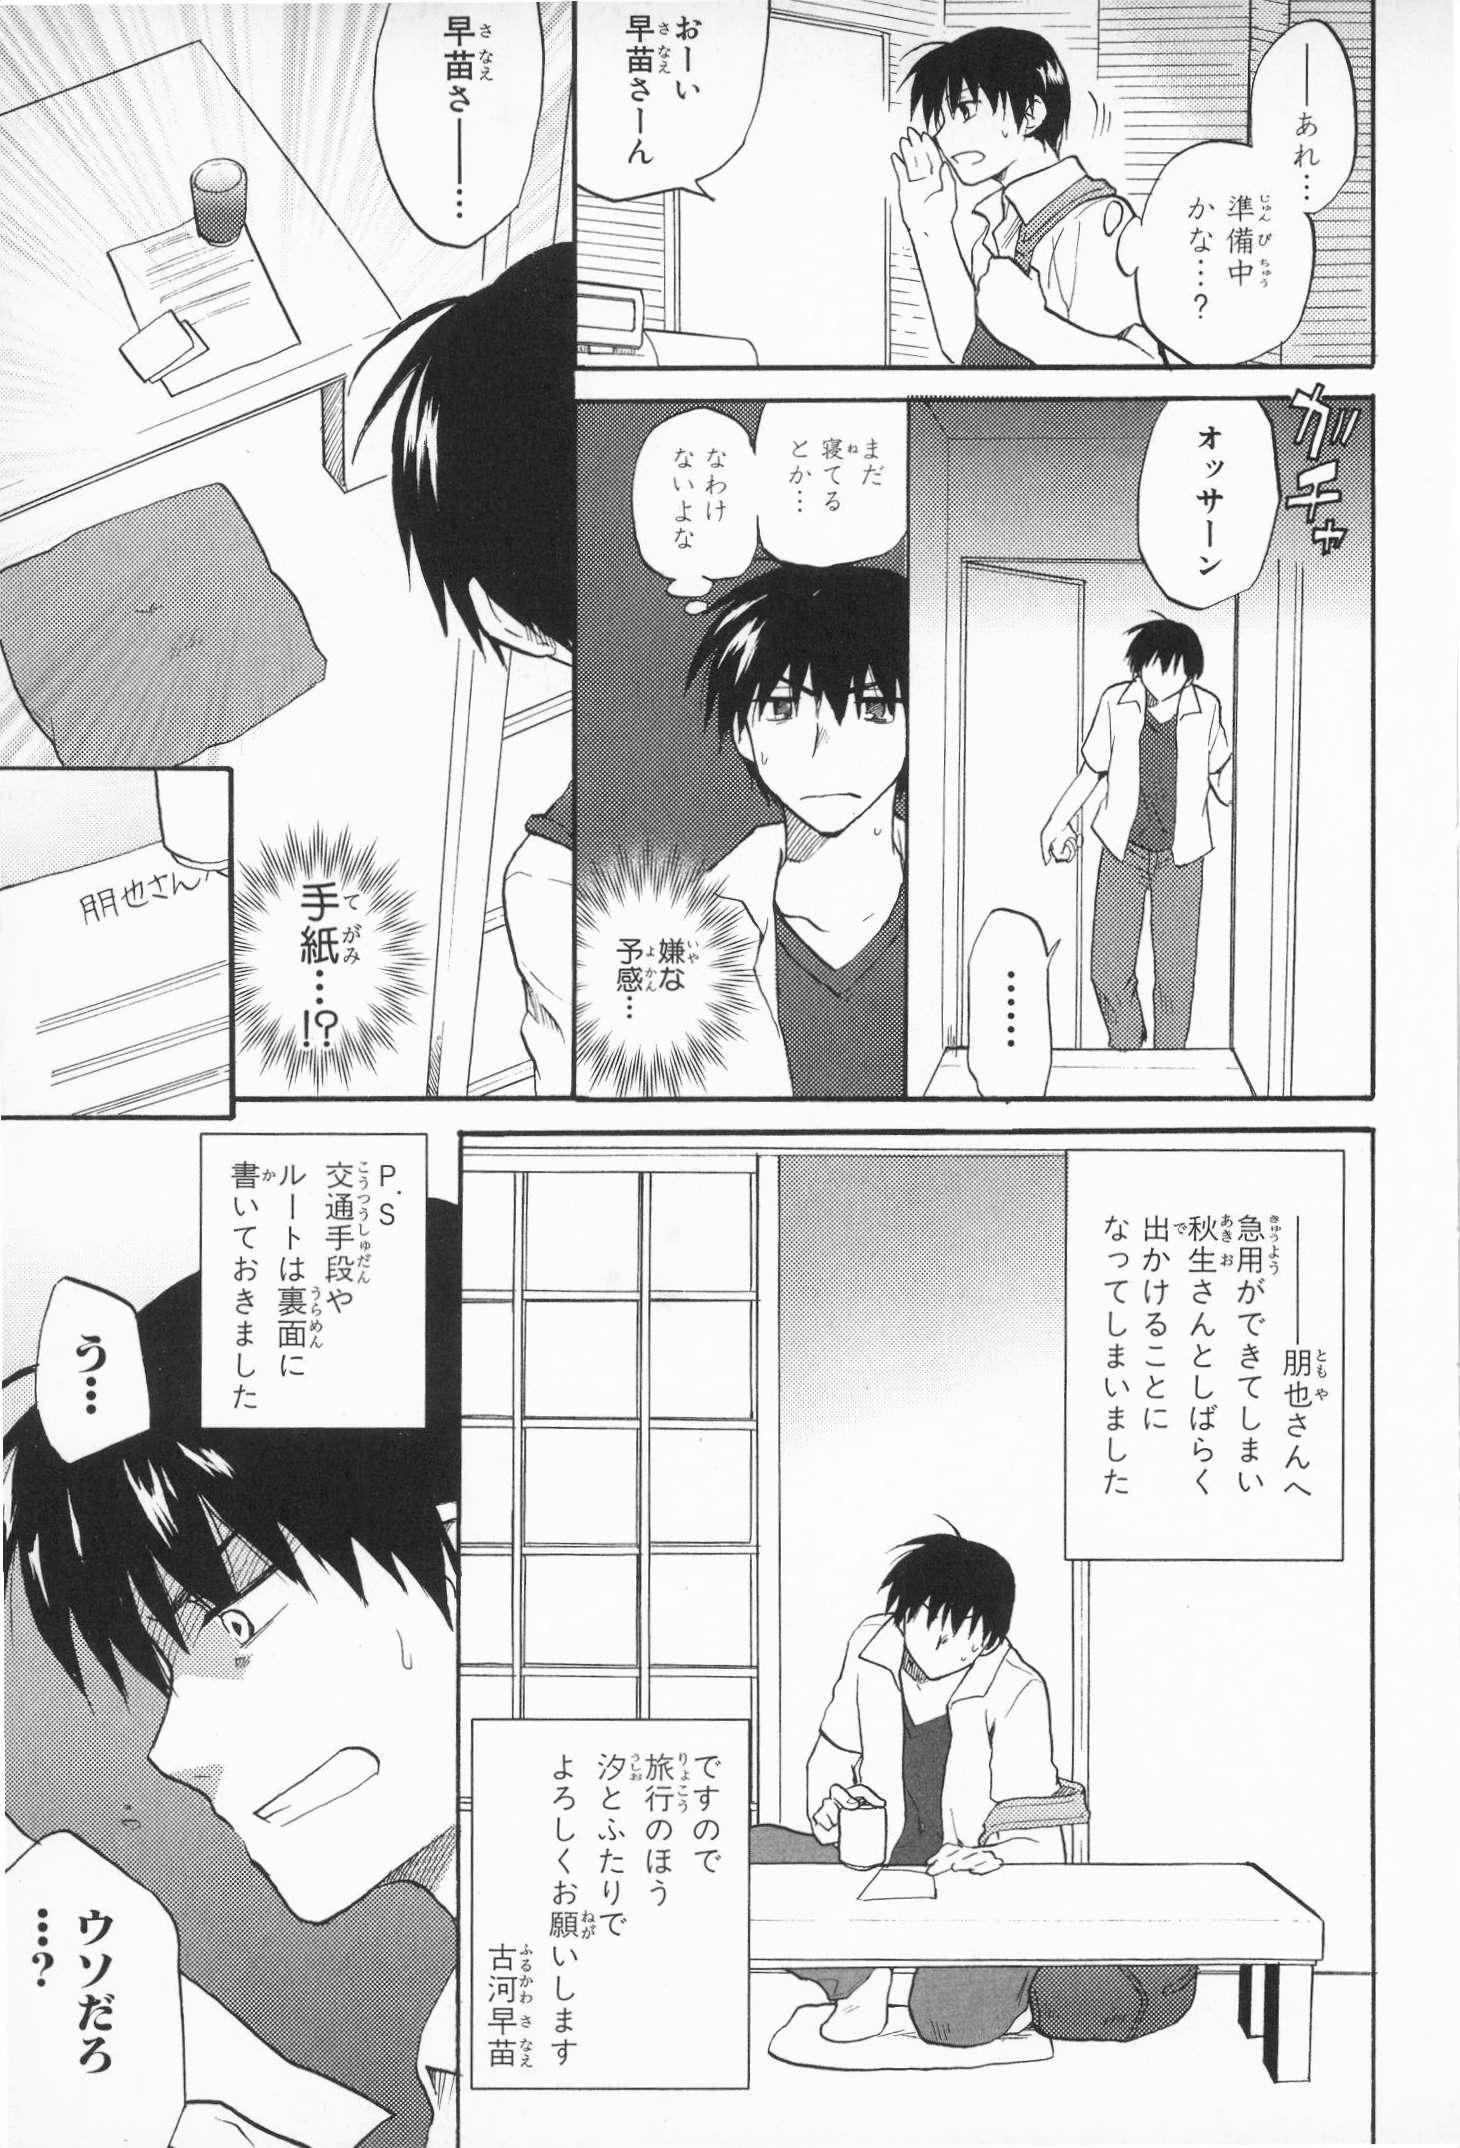 ――あれ…
準備中
かな…?
おーい
早苗さーん
ガチャ
オッサーン
………
まだ
寝てる
とか…
なわけ
ないよな
嫌な
予感…
早苗さ――…
手紙…!?
朋也さんへ
――――朋也さんへ
急用ができてしまい
秋生さんとしばらく
出かけることに
なってしまいました
ですので
旅行のほう
汐とふたりで
よろしくお願いします
古河早苗
P.S
交通手段や
ルートは裏面に
書いておきました
う…
ウソだろ
…?